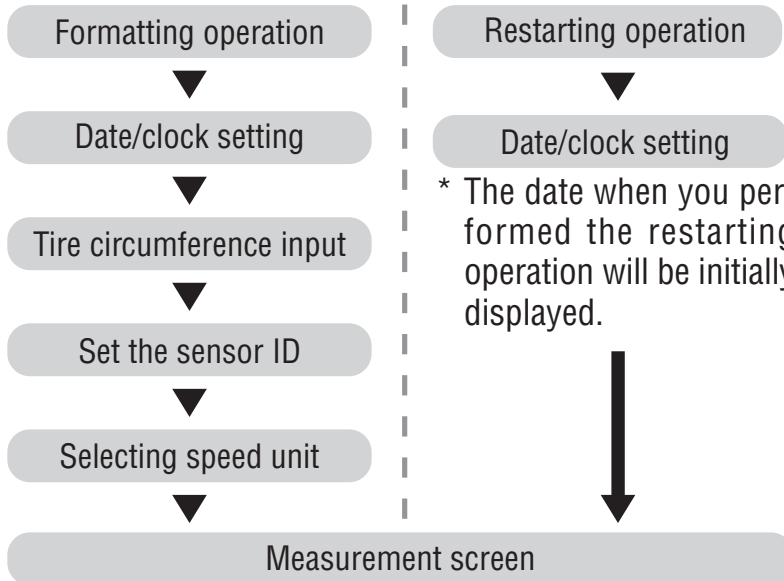 Formatting operation
Date/clock setting
Tire circumference input
Set the sensor ID
Selecting speed unit
Restarting operation
Date/clock setting
* The date when you per
formed the restarting
operation will be initially
displayed.
Measurement screen